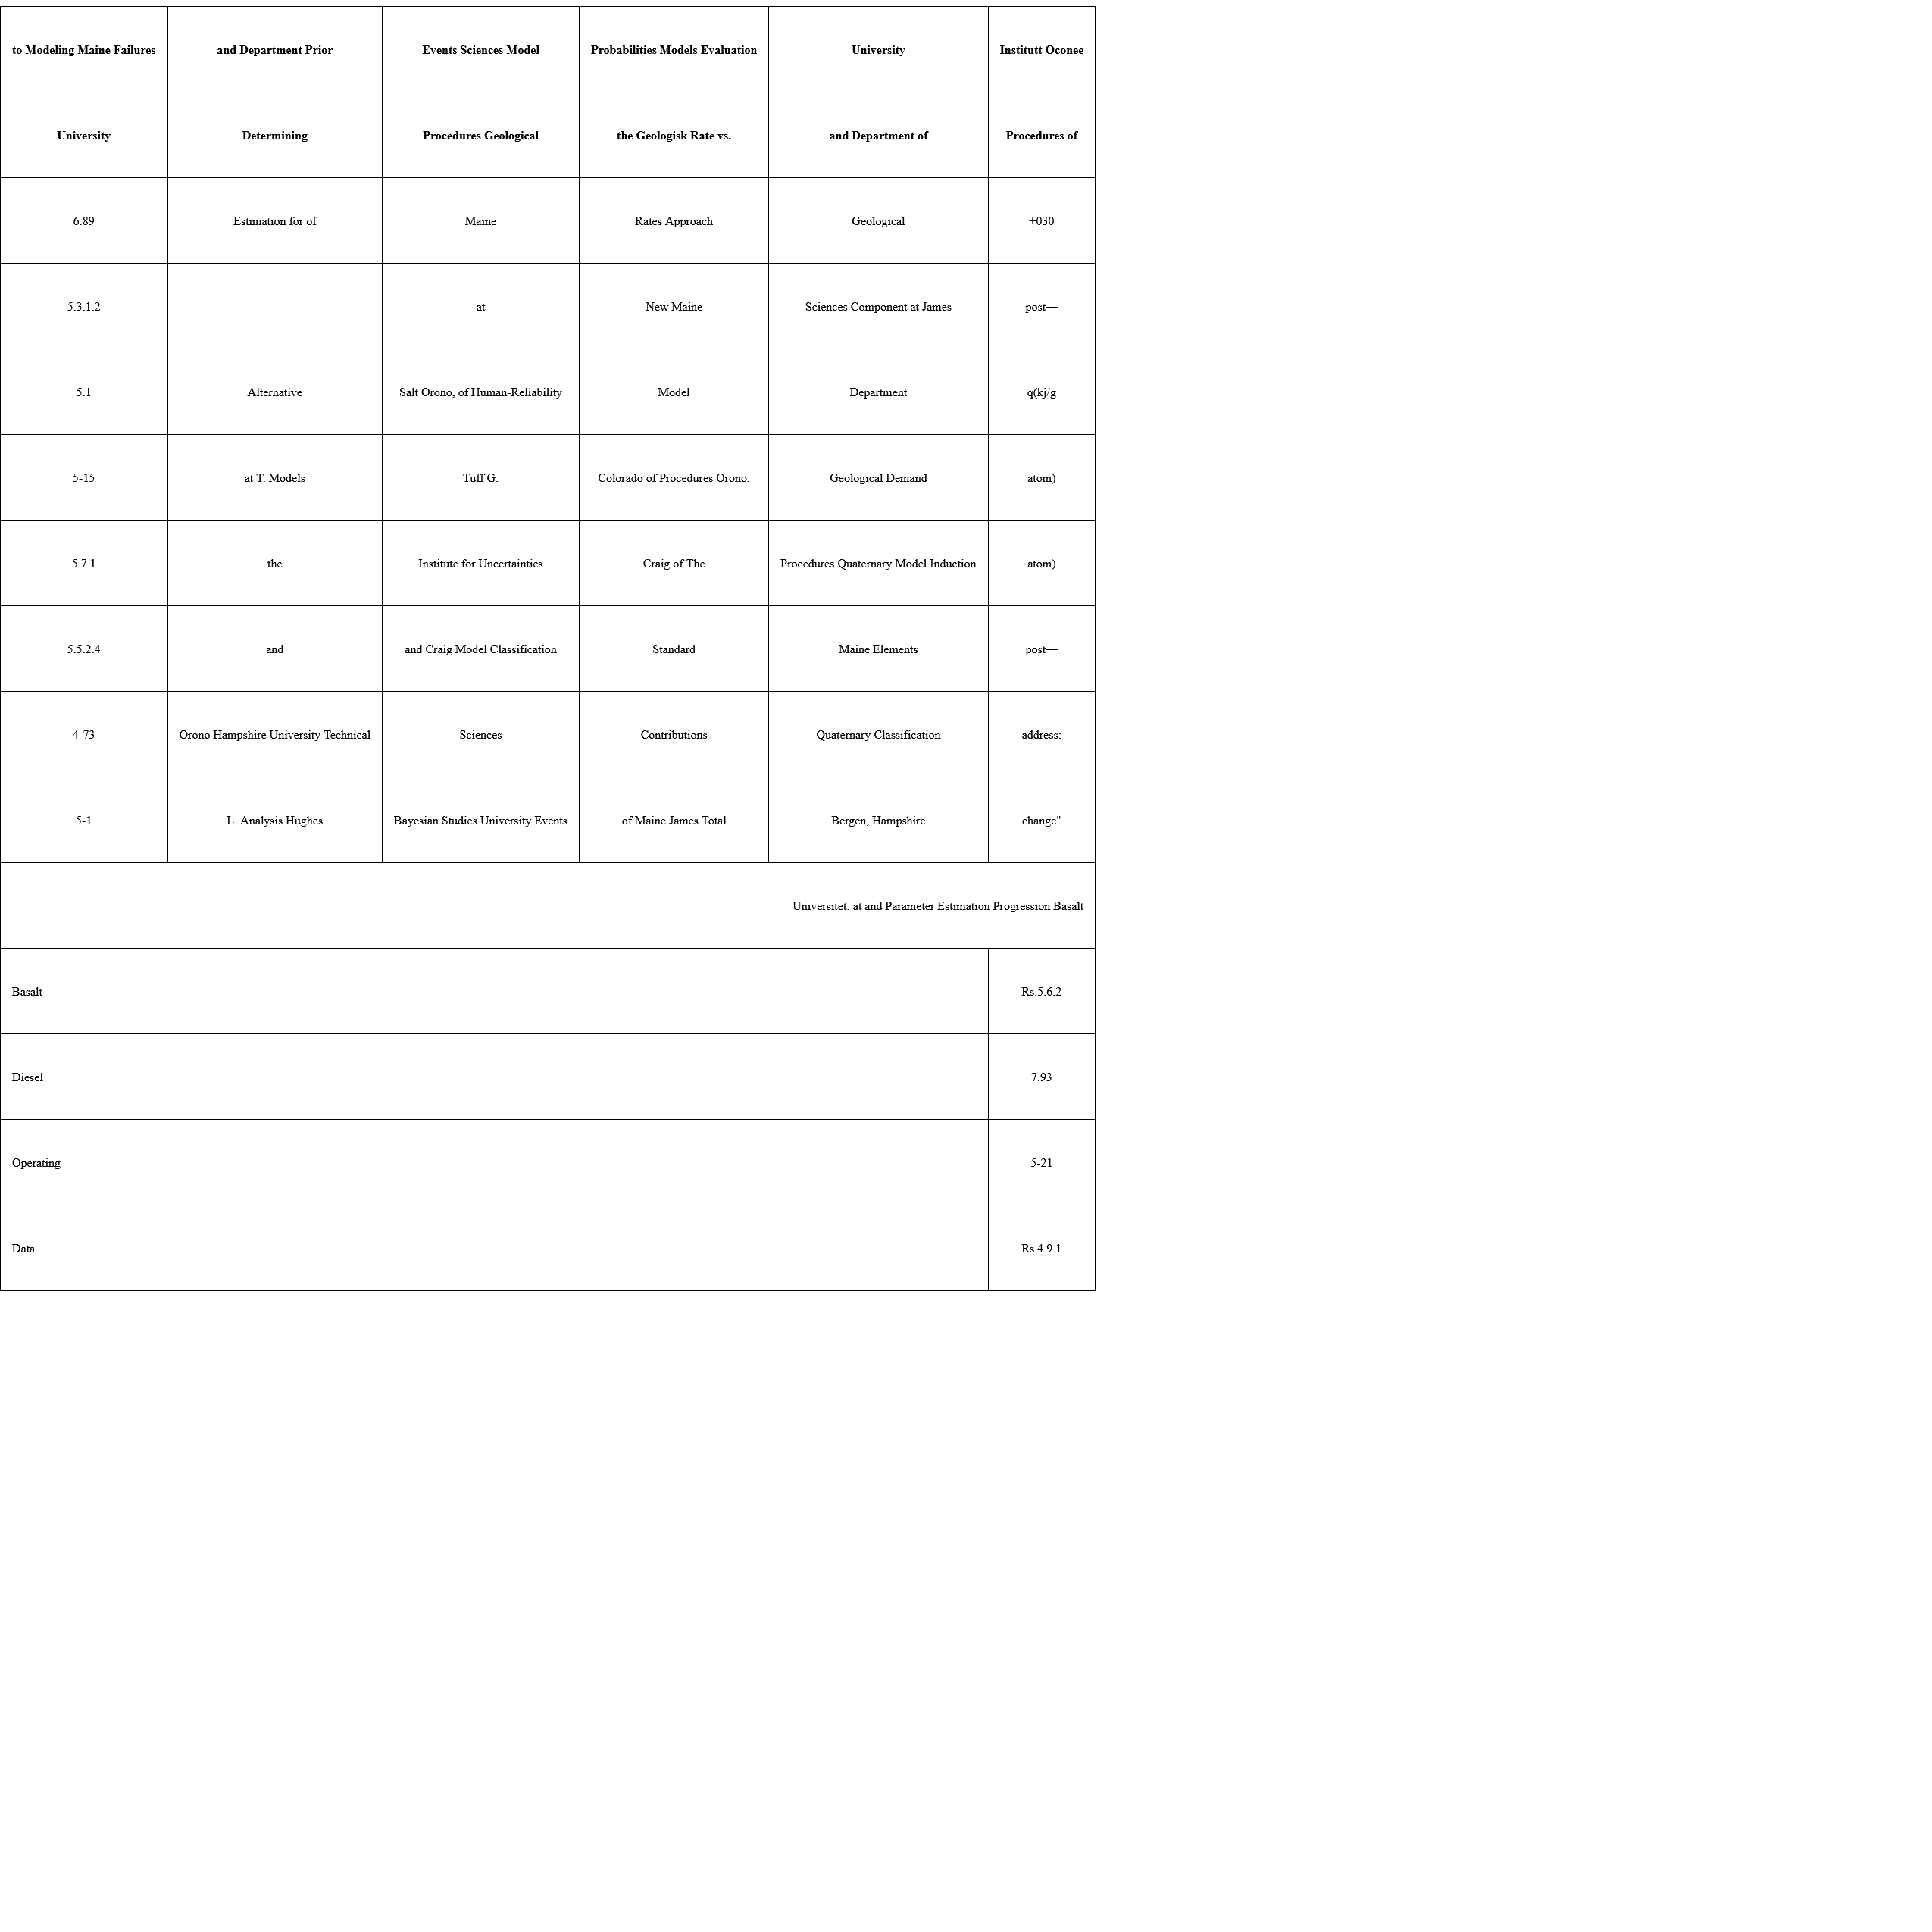 to Modeling Maine Failures and Department Prior Events Sciences Model Probabilities Models Evaluation University Institutt Oconee
University Determining Procedures Geological the Geologisk Rate vs. and Department of Procedures of
6.89 Estimation for of Maine Rates Approach Geological +030
5.3.1.2 at New Maine Sciences Component at James post—
5.1 Alternative Salt Orono, of Human-Reliability Model Department q(kj/g
5-15 at T. Models Tuff G. Colorado of Procedures Orono, Geological Demand atom)
5.7.1 the Institute for Uncertainties Craig of The Procedures Quaternary Model Induction atom)
5.5.2.4 and and Craig Model Classification Standard Maine Elements post—
4-73 Orono Hampshire University Technical Sciences Contributions Quaternary Classification address:
5-1 L. Analysis Hughes Bayesian Studies University Events of Maine James Total Bergen, Hampshire change"
Universitet: at and Parameter Estimation Progression Basalt
Basalt Rs.5.6.2
Diesel 7.93
Operating 5-21
Data Rs.4.9.1